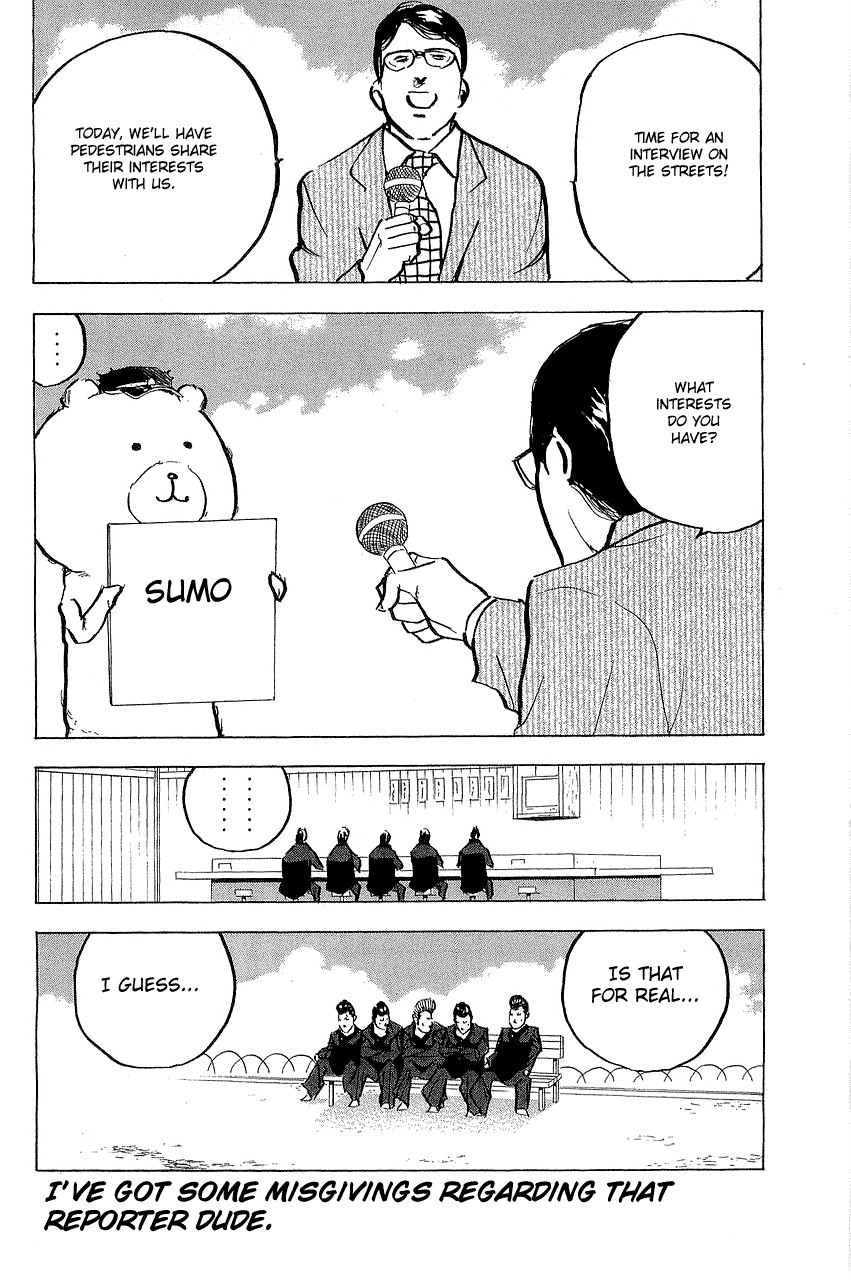 TIME FOR AN
INTERVIEW ON
THE STREETS!
TODAY, WE'LL HAVE
PEDESTRIANS SHARE
THEIR INTERESTS
WITH US.
WHAT
INTERESTS
DO YOU
HAVE?
....
SUMO
IS THAT
FOR REAL...
I GUESS...
I'VE GOT SOME MISGIVINGS REGARDING THAT
REPORTER DUDE.